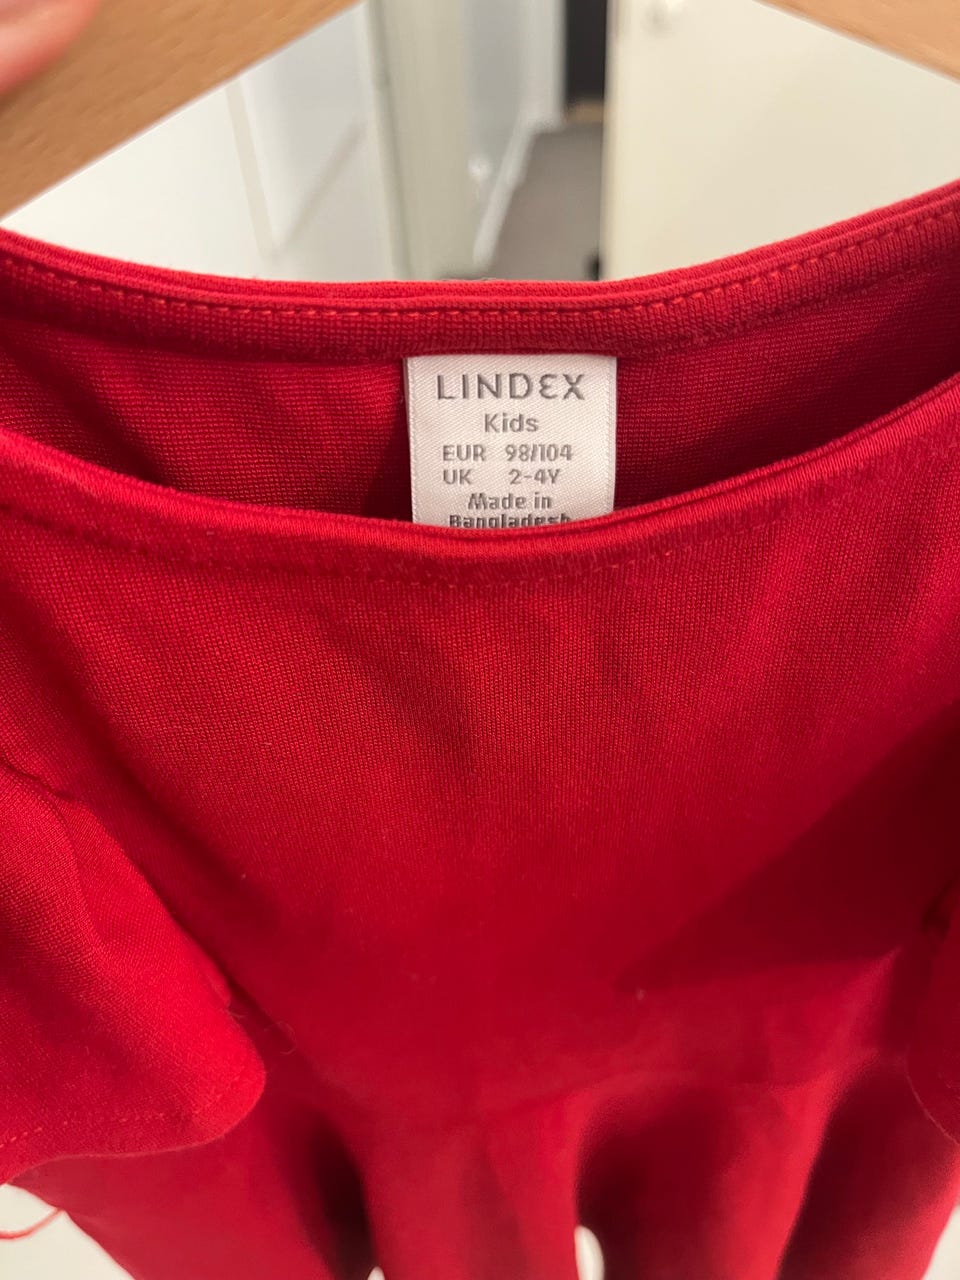 LINDEX
Kids
EUR 98/104
UK 2-4Y
Made in
Bangladesh